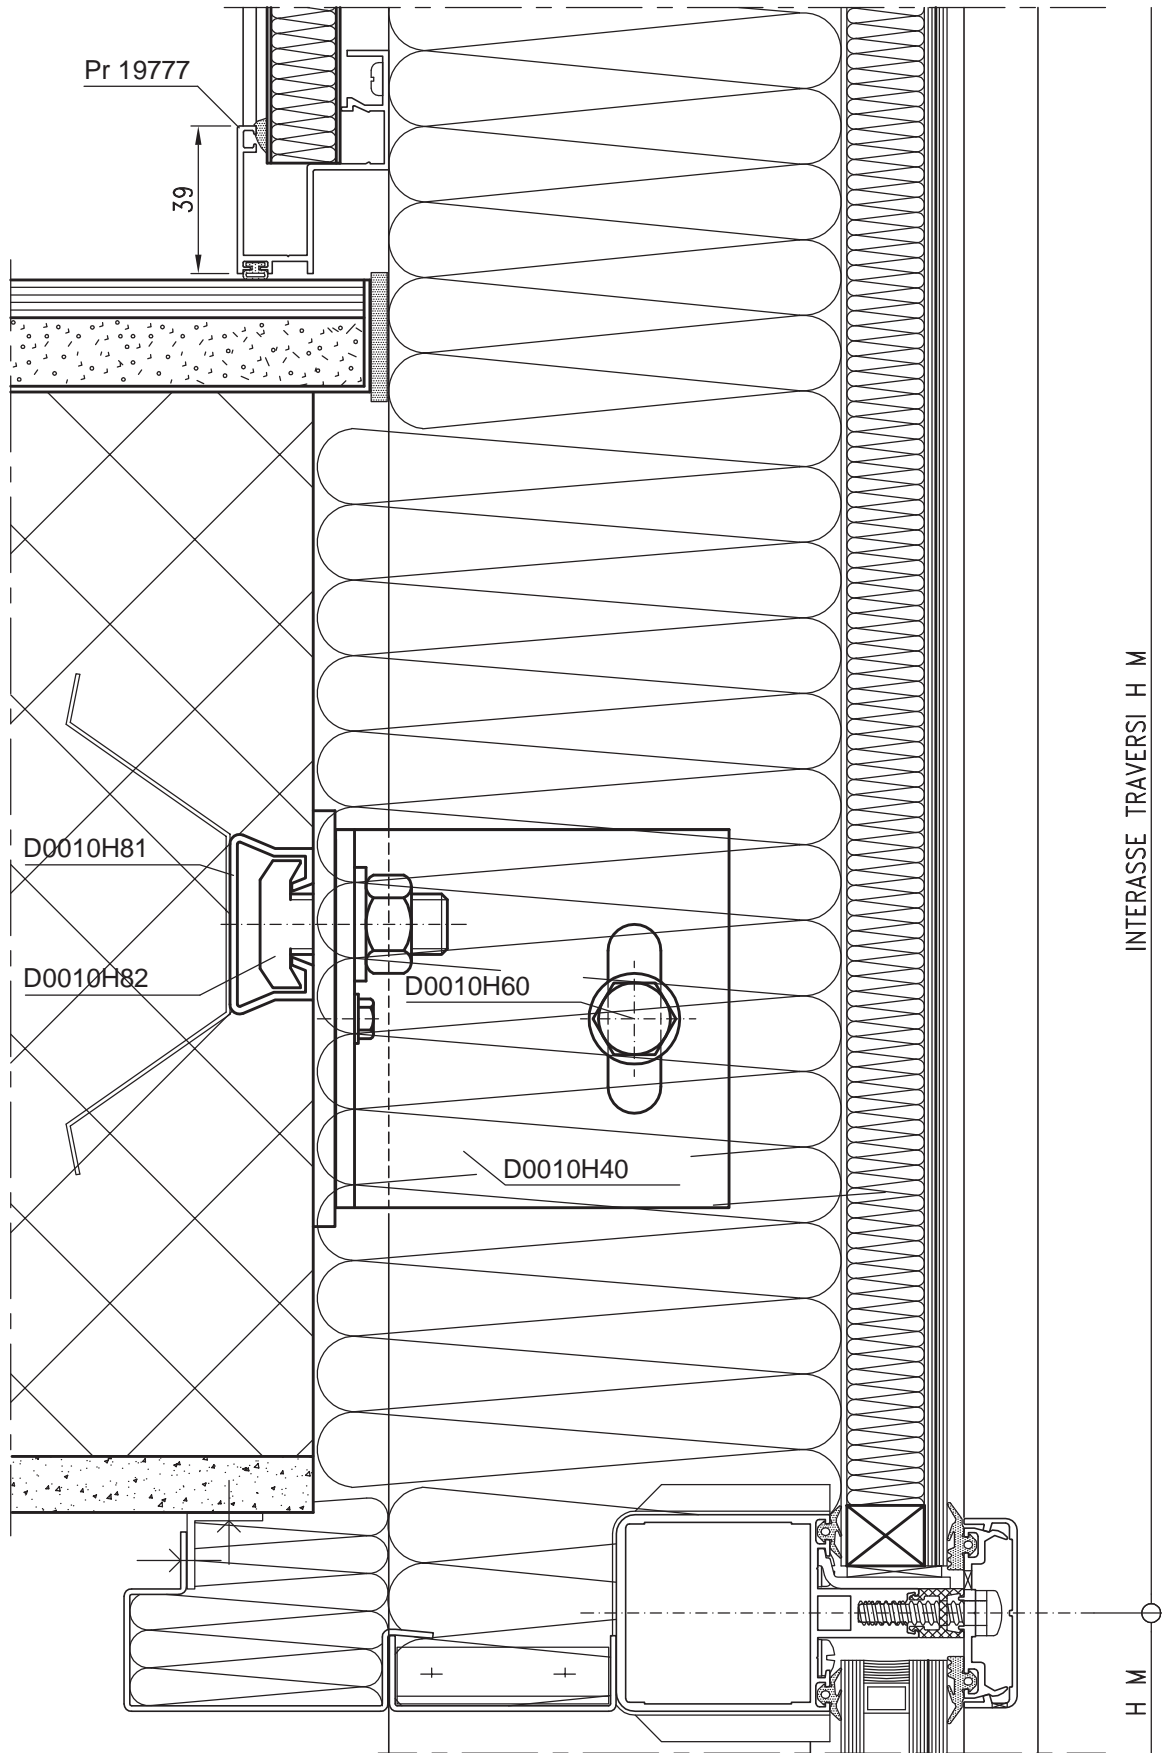 Pr 19777
39
D0010H81
D0010H82
D0010H60
D0010H40
INTERASSE TRAVERSI H M
H M